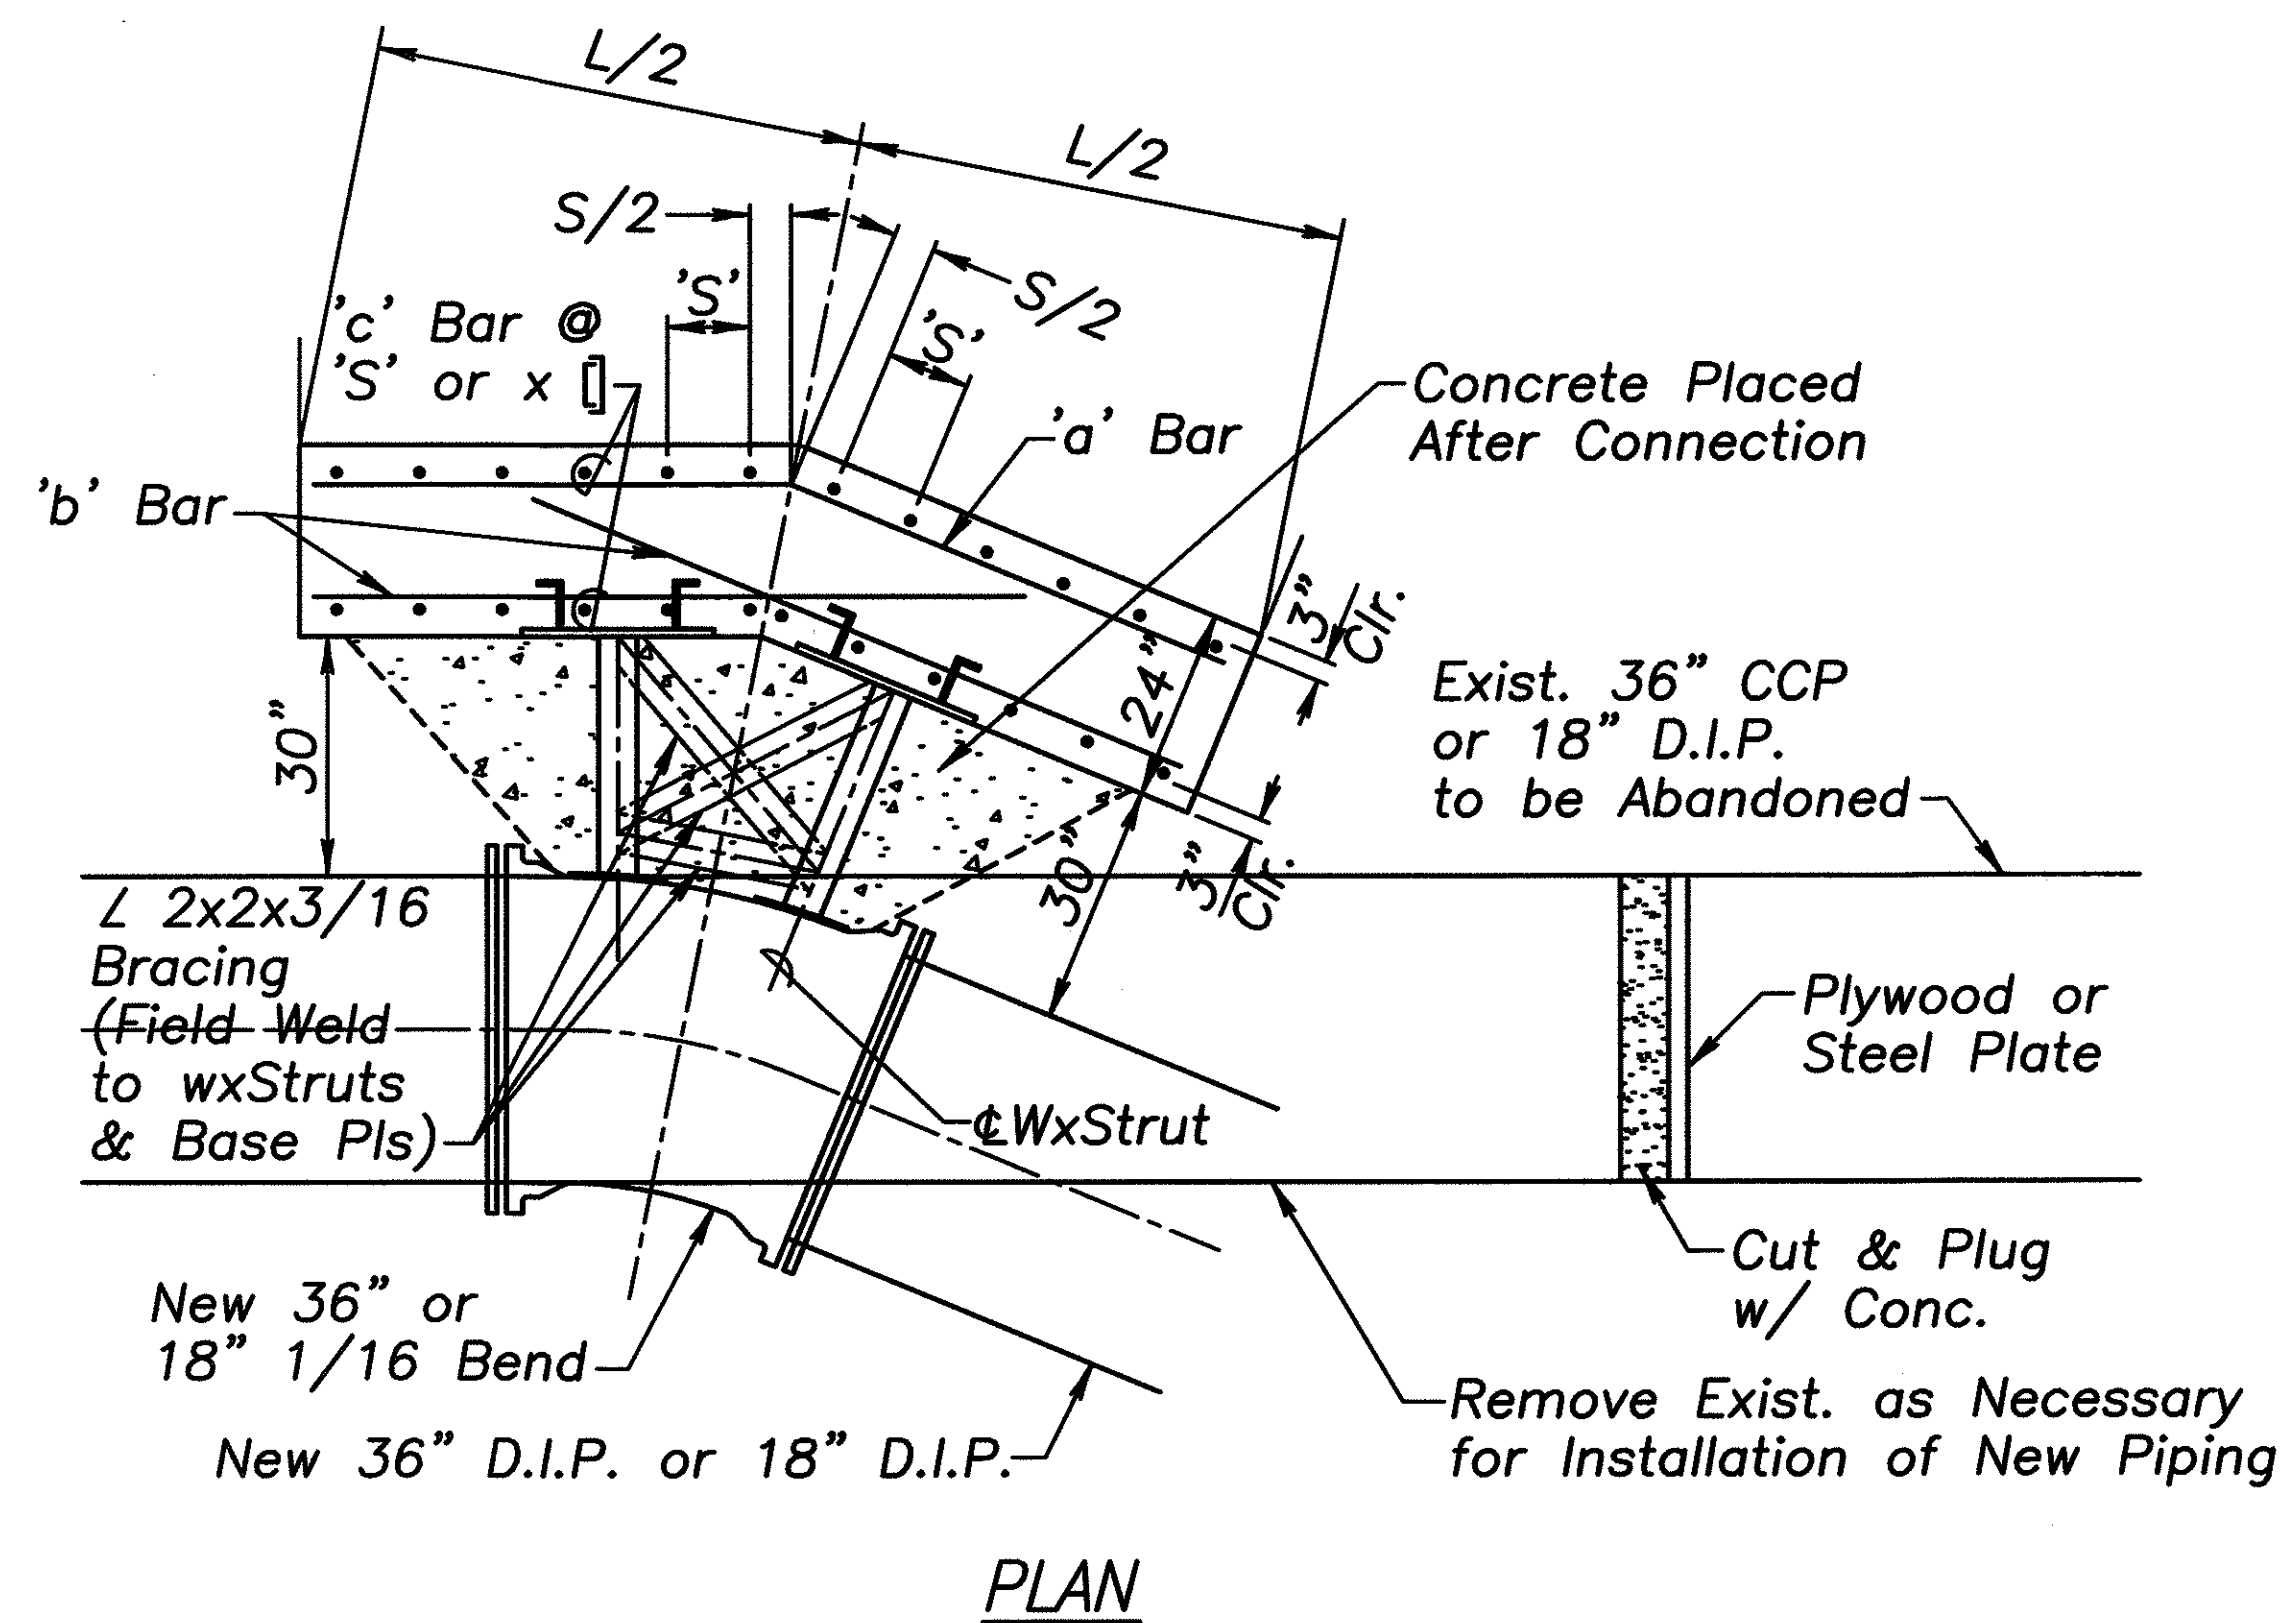 L/2
L/2
S/2
'S'
S/2
'S'
'c' Bar @
'S' or x []
'a' Bar
Concrete Placed
After Connection
'b' Bar
3"
Clr.
24"
30"
Exist. 36" CCP
or 18" D.I.P.
to be Abandoned
30"
3"
Clr.
L 2x2x3/16
Bracing
(Field Weld
to wxStruts
& Base Pls)
℄WxStrut
Plywood or
Steel Plate
Cut & Plug
w/ Conc.
New 36" or
18" 1/16 Bend
New 36" D.I.P. or 18" D.I.P.
Remove Exist. as Necessary
for Installation of New Piping
PLAN